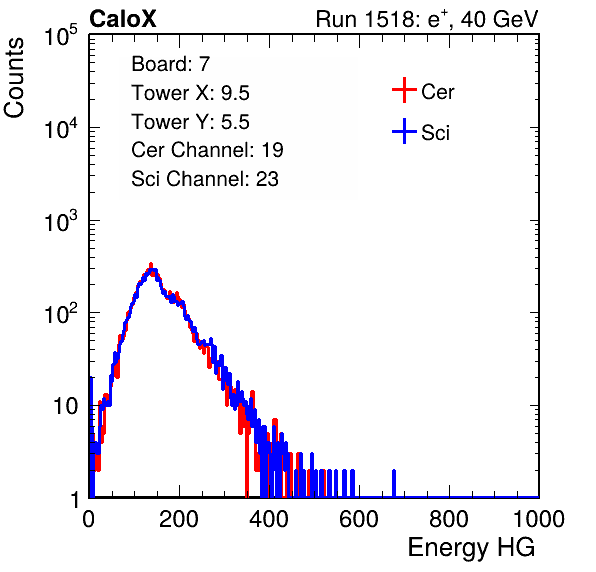 CaloX Run 1518: e⁺, 40 GeV
Counts
Board: 7
Tower X: 9.5
Tower Y: 5.5
Cer Channel: 19
Sci Channel: 23
Cer
Sci
10⁵
10⁴
10³
10²
10
1
0 200 400 600 800 1000
Energy HG